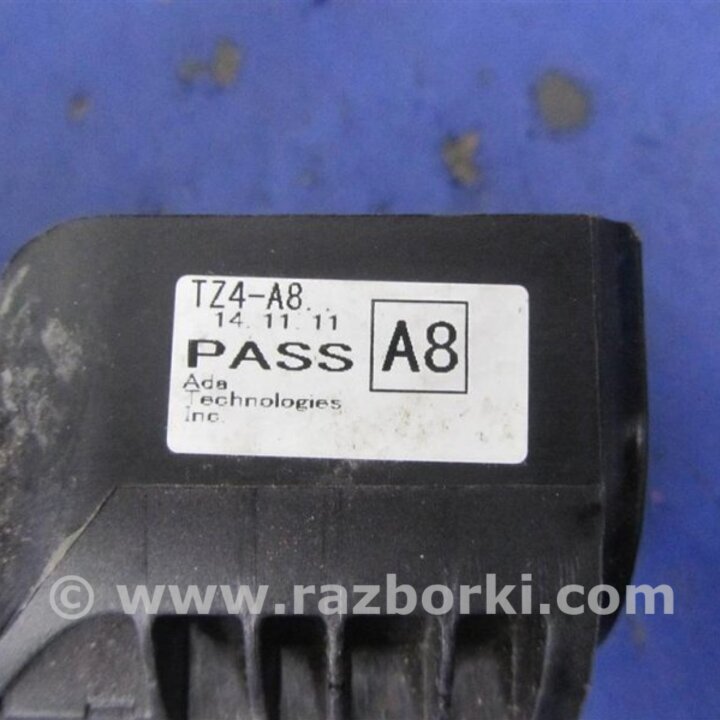 TZ4-A8..
14.11.11
PASS A8
Ada
Technologies
Inc.
© www.razborki.com